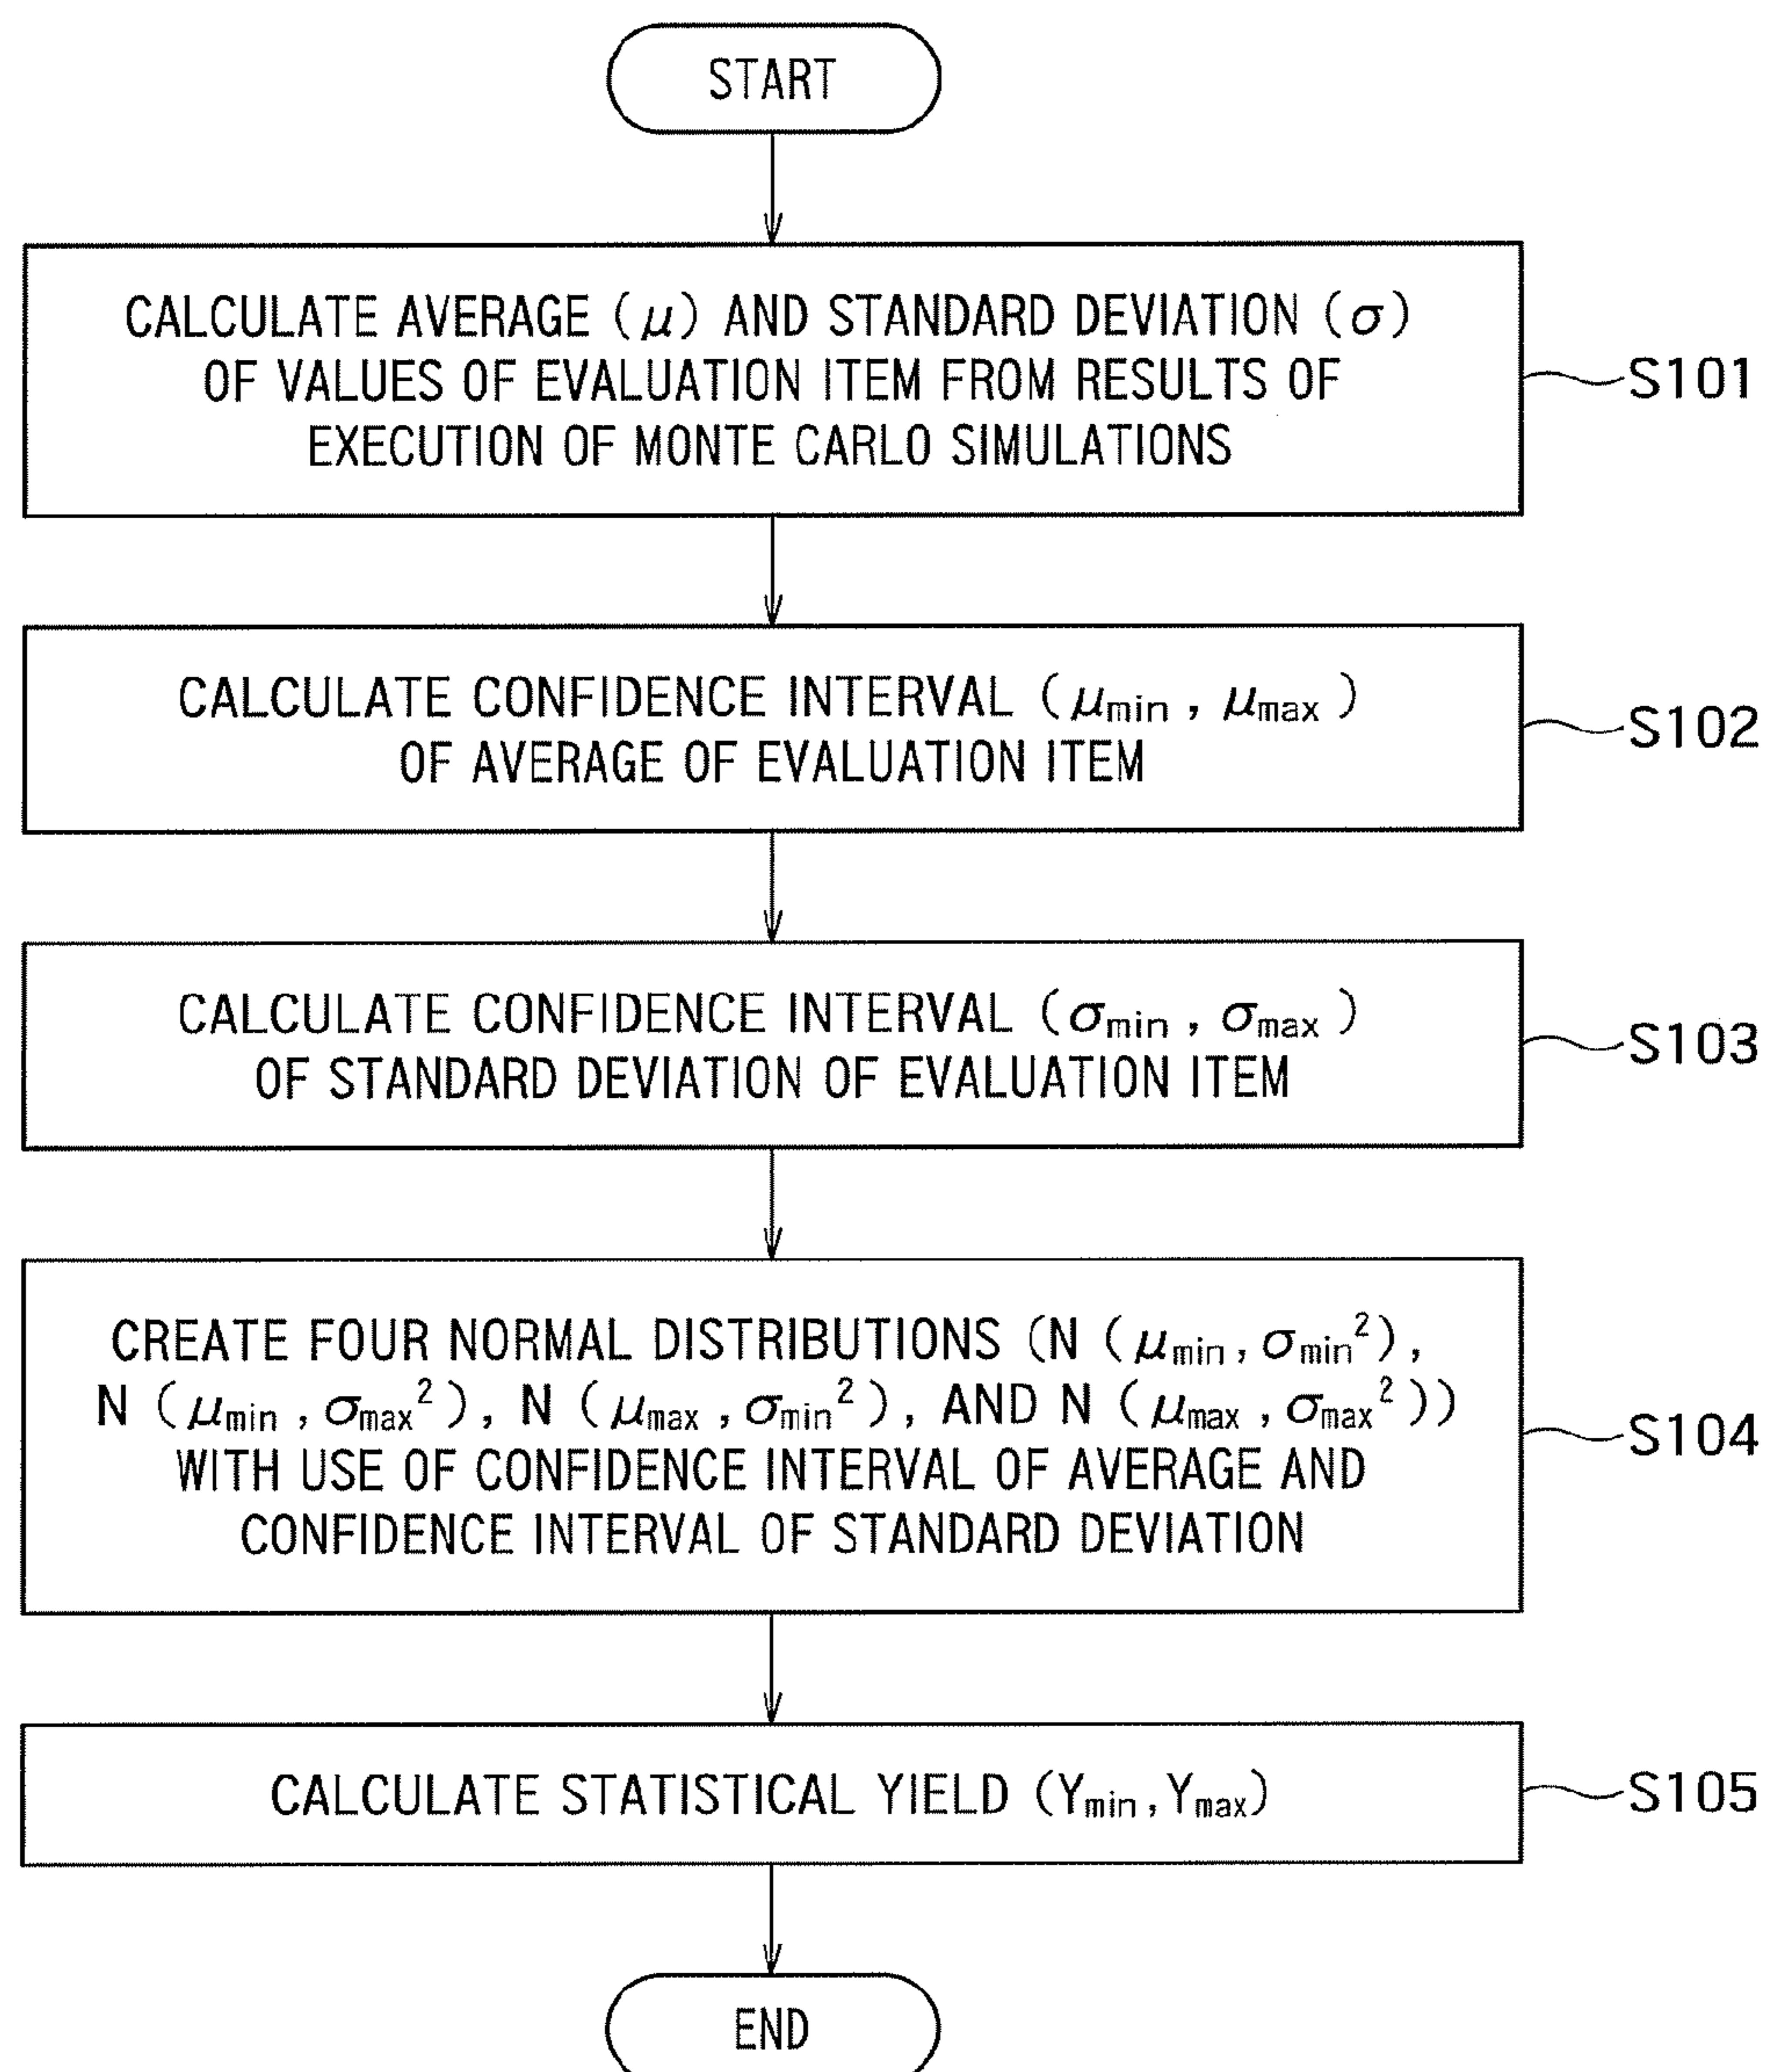 START
CALCULATE AVERAGE (μ) AND STANDARD DEVIATION (σ)
OF VALUES OF EVALUATION ITEM FROM RESULTS OF
EXECUTION OF MONTE CARLO SIMULATIONS
S101
CALCULATE CONFIDENCE INTERVAL (μmin, μmax)
OF AVERAGE OF EVALUATION ITEM
S102
CALCULATE CONFIDENCE INTERVAL (σmin, σmax)
OF STANDARD DEVIATION OF EVALUATION ITEM
S103
CREATE FOUR NORMAL DISTRIBUTIONS (N (μmin, σmin²),
N (μmin, σmax²), N (μmax, σmin²), AND N (μmax, σmax²))
WITH USE OF CONFIDENCE INTERVAL OF AVERAGE AND
CONFIDENCE INTERVAL OF STANDARD DEVIATION
S104
CALCULATE STATISTICAL YIELD (Ymin, Ymax)
S105
END